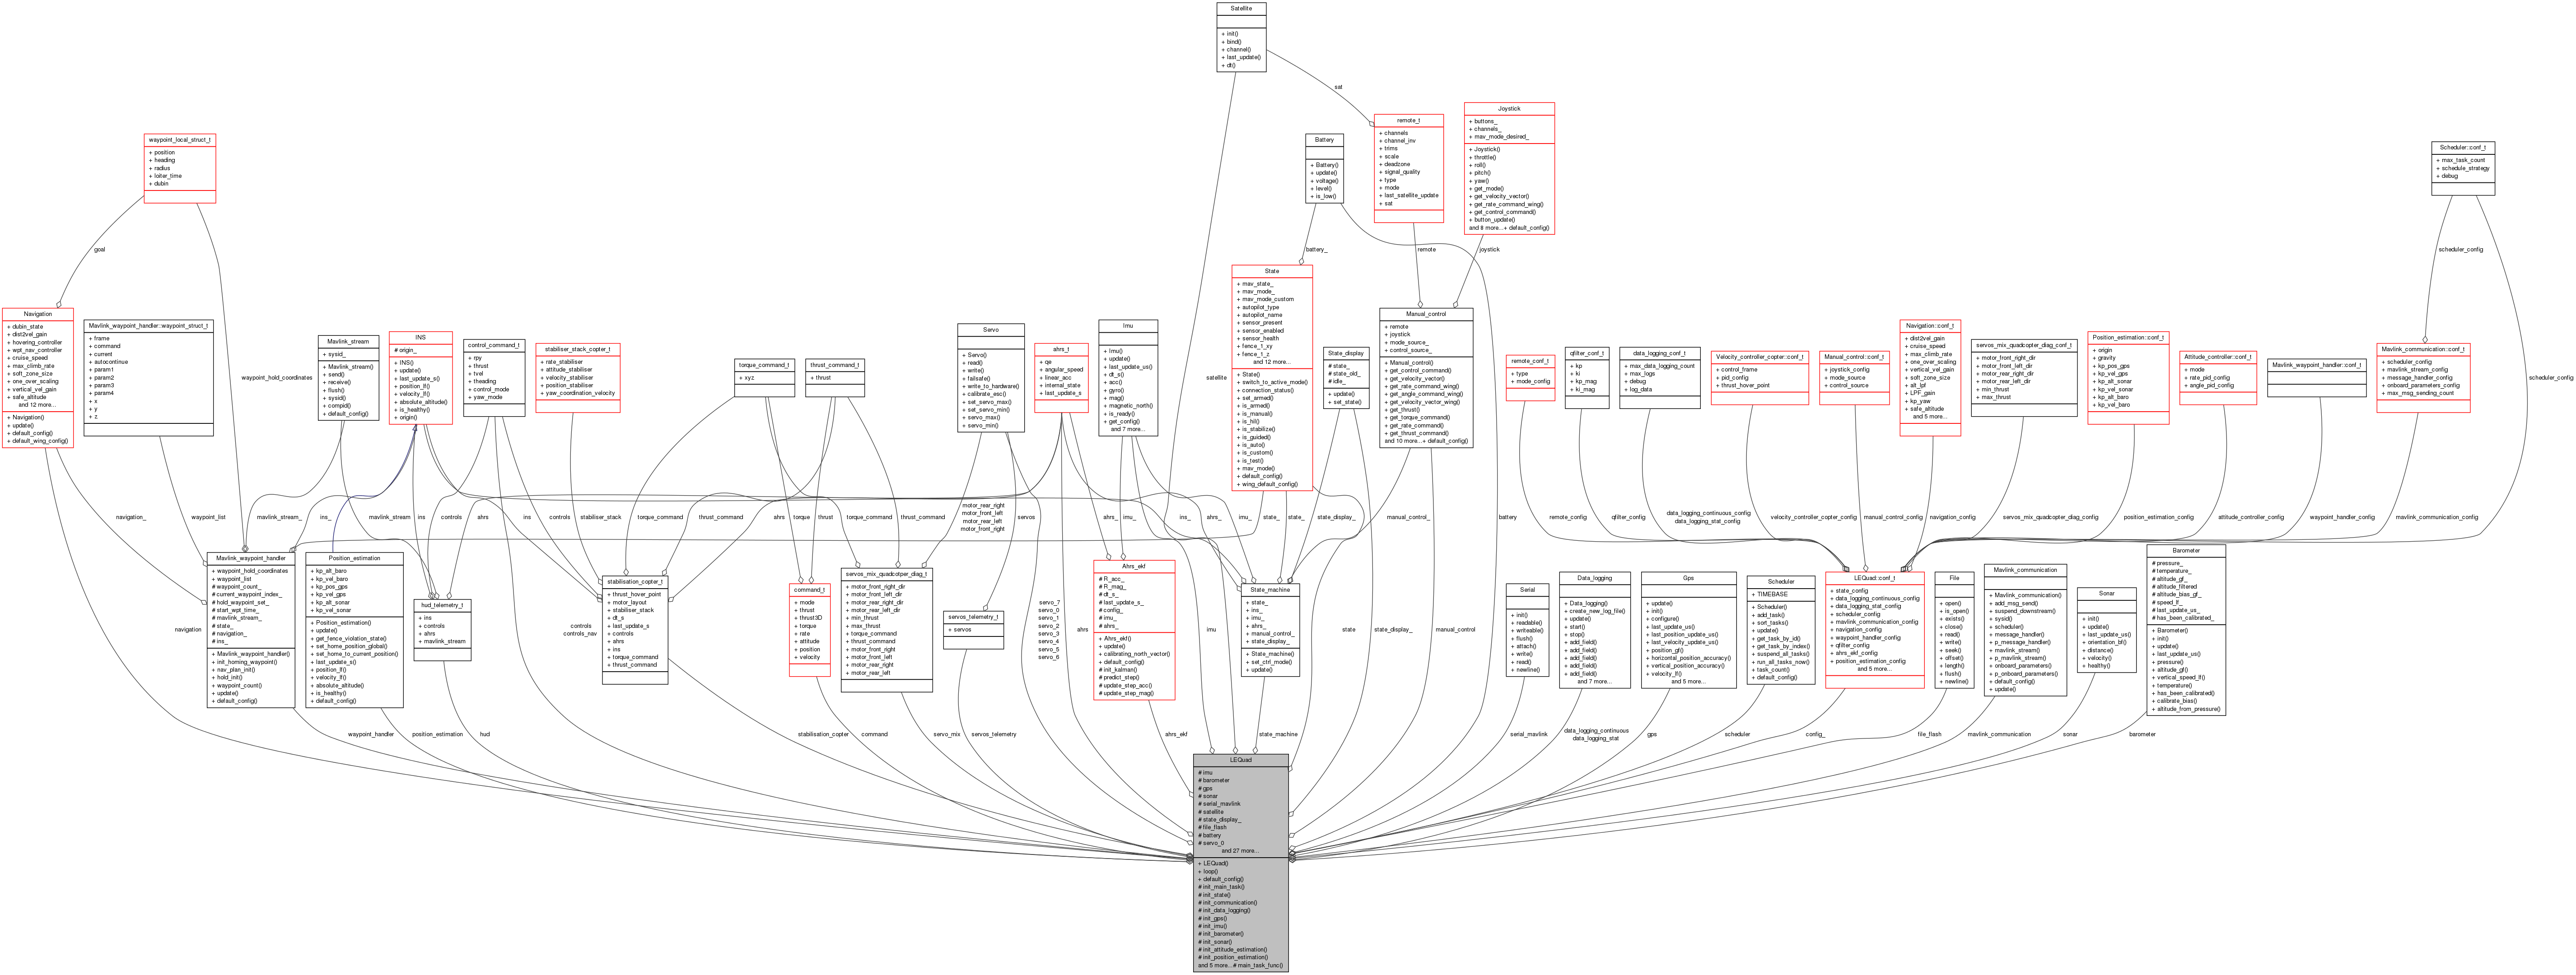 Satellite
+ init()
+ bind()
+ channel()
+ last_update()
+ dt()
sat
satellite
remote_t
+ channels
+ channel_inv
+ trims
+ scale
+ deadzone
+ signal_quality
+ type
+ mode
+ last_satellite_update
+ sat
Joystick
+ buttons_
+ channels_
+ mav_mode_desired_
+ Joystick()
+ throttle()
+ roll()
+ pitch()
+ yaw()
+ get_mode()
+ get_velocity_vector()
+ get_rate_command_wing()
+ get_control_command()
+ button_update()
and 8 more...+ default_config()
Battery
+ Battery()
+ update()
+ voltage()
+ level()
+ is_low()
waypoint_local_struct_t
+ position
+ heading
+ radius
+ loiter_time
+ dubin
Scheduler::conf_t
+ max_task_count
+ schedule_strategy
+ debug
goal
battery_
remote
joystick
scheduler_config
Navigation
+ dubin_state
+ dist2vel_gain
+ hovering_controller
+ wpt_nav_controller
+ cruise_speed
+ max_climb_rate
+ soft_zone_size
+ one_over_scaling
+ vertical_vel_gain
+ safe_altitude
and 12 more...
+ Navigation()
+ update()
+ default_config()
+ default_wing_config()
Mavlink_waypoint_handler::waypoint_struct_t
+ frame
+ command
+ current
+ autocontinue
+ param1
+ param2
+ param3
+ param4
+ x
+ y
+ z
waypoint_hold_coordinates
Mavlink_stream
+ sysid_
+ Mavlink_stream()
+ send()
+ receive()
+ flush()
+ sysid()
+ compid()
+ default_config()
INS
# origin_
+ INS()
+ update()
+ last_update_s()
+ position_lf()
+ velocity_lf()
+ absolute_altitude()
+ is_healthy()
+ origin()
control_command_t
+ rpy
+ thrust
+ tvel
+ theading
+ control_mode
+ yaw_mode
stabiliser_stack_copter_t
+ rate_stabiliser
+ attitude_stabiliser
+ velocity_stabiliser
+ position_stabiliser
+ yaw_coordination_velocity
torque_command_t
+ xyz
thrust_command_t
+ thrust
Servo
+ Servo()
+ read()
+ write()
+ failsafe()
+ write_to_hardware()
+ calibrate_esc()
+ set_servo_max()
+ set_servo_min()
+ servo_max()
+ servo_min()
ahrs_t
+ qe
+ angular_speed
+ linear_acc
+ internal_state
+ last_update_s
Imu
+ Imu()
+ update()
+ last_update_us()
+ dt_s()
+ acc()
+ gyro()
+ mag()
+ magnetic_north()
+ is_ready()
+ get_config()
and 7 more...
State
+ mav_state_
+ mav_mode_
+ mav_mode_custom
+ autopilot_type
+ autopilot_name
+ sensor_present
+ sensor_enabled
+ sensor_health
+ fence_1_xy
+ fence_1_z
and 12 more...
+ State()
+ switch_to_active_mode()
+ connection_status()
+ set_armed()
+ is_armed()
+ is_manual()
+ is_hil()
+ is_stabilize()
+ is_guided()
+ is_auto()
+ is_custom()
+ is_test()
+ mav_mode()
+ default_config()
+ wing_default_config()
State_display
# state_
# state_old_
# idle_
+ update()
+ set_state()
Manual_control
+ remote
+ joystick
+ mode_source_
+ control_source_
+ Manual_control()
+ get_control_command()
+ get_velocity_vector()
+ get_rate_command_wing()
+ get_angle_command_wing()
+ get_velocity_vector_wing()
+ get_thrust()
+ get_torque_command()
+ get_rate_command()
+ get_thrust_command()
and 10 more...+ default_config()
remote_conf_t
+ type
+ mode_config
qfilter_conf_t
+ kp
+ ki
+ kp_mag
+ ki_mag
data_logging_conf_t
+ max_data_logging_count
+ max_logs
+ debug
+ log_data
Velocity_controller_copter::conf_t
+ control_frame
+ pid_config
+ thrust_hover_point
Manual_control::conf_t
+ joystick_config
+ mode_source
+ control_source
Navigation::conf_t
+ dist2vel_gain
+ cruise_speed
+ max_climb_rate
+ one_over_scaling
+ vertical_vel_gain
+ soft_zone_size
+ alt_lpf
+ LPF_gain
+ kp_yaw
+ safe_altitude
and 5 more...
servos_mix_quadcopter_diag_conf_t
+ motor_front_right_dir
+ motor_front_left_dir
+ motor_rear_right_dir
+ motor_rear_left_dir
+ min_thrust
+ max_thrust
Position_estimation::conf_t
+ origin
+ gravity
+ kp_pos_gps
+ kp_vel_gps
+ kp_alt_sonar
+ kp_vel_sonar
+ kp_alt_baro
+ kp_vel_baro
Attitude_controller::conf_t
+ mode
+ rate_pid_config
+ angle_pid_config
Mavlink_waypoint_handler::conf_t
Mavlink_communication::conf_t
+ scheduler_config
+ mavlink_stream_config
+ message_handler_config
+ onboard_parameters_config
+ max_msg_sending_count
scheduler_config
navigation_
waypoint_list
mavlink_stream_
ins_
mavlink_stream
ins
controls
ahrs
ins
controls
stabiliser_stack
torque_command
thrust_command
ahrs
torque
thrust
torque_command
thrust_command
motor_rear_right
motor_front_left
motor_rear_left
motor_front_right
servos
ahrs_
imu_
ins_
ahrs_
imu_
state_
state_
state_display_
manual_control_
battery
remote_config
qfilter_config
data_logging_continuous_config
data_logging_stat_config
velocity_controller_copter_config
manual_control_config
navigation_config
servos_mix_quadcopter_diag_config
position_estimation_config
attitude_controller_config
waypoint_handler_config
mavlink_communication_config
Mavlink_waypoint_handler
+ waypoint_hold_coordinates
+ waypoint_list
# waypoint_count_
# current_waypoint_index_
# hold_waypoint_set_
# start_wpt_time_
# mavlink_stream_
# state_
# navigation_
# ins_
+ Mavlink_waypoint_handler()
+ init_homing_waypoint()
+ nav_plan_init()
+ hold_init()
+ waypoint_count()
+ update()
+ default_config()
Position_estimation
+ kp_alt_baro
+ kp_vel_baro
+ kp_pos_gps
+ kp_vel_gps
+ kp_alt_sonar
+ kp_vel_sonar
+ Position_estimation()
+ update()
+ get_fence_violation_state()
+ set_home_position_global()
+ set_home_to_current_position()
+ last_update_s()
+ position_lf()
+ velocity_lf()
+ absolute_altitude()
+ is_healthy()
+ default_config()
hud_telemetry_t
+ ins
+ controls
+ ahrs
+ mavlink_stream
stabilisation_copter_t
+ thrust_hover_point
+ motor_layout
+ stabiliser_stack
+ dt_s
+ last_update_s
+ controls
+ ahrs
+ ins
+ torque_command
+ thrust_command
command_t
+ mode
+ thrust
+ thrust3D
+ torque
+ rate
+ attitude
+ position
+ velocity
servos_mix_quadcotper_diag_t
+ motor_front_right_dir
+ motor_front_left_dir
+ motor_rear_right_dir
+ motor_rear_left_dir
+ min_thrust
+ max_thrust
+ torque_command
+ thrust_command
+ motor_front_right
+ motor_front_left
+ motor_rear_right
+ motor_rear_left
servos_telemetry_t
+ servos
Ahrs_ekf
# R_acc_
# R_mag_
# dt_s_
# last_update_s_
# config_
# imu_
# ahrs_
+ Ahrs_ekf()
+ update()
+ calibrating_north_vector()
+ default_config()
# init_kalman()
# predict_step()
# update_step_acc()
# update_step_mag()
State_machine
+ state_
+ ins_
+ imu_
+ ahrs_
+ manual_control_
+ state_display_
+ State_machine()
+ set_ctrl_mode()
+ update()
Serial
+ init()
+ readable()
+ writeable()
+ flush()
+ attach()
+ write()
+ read()
+ newline()
Data_logging
+ Data_logging()
+ create_new_log_file()
+ update()
+ start()
+ stop()
+ add_field()
+ add_field()
+ add_field()
+ add_field()
+ add_field()
and 7 more...
Gps
+ update()
+ init()
+ configure()
+ last_update_us()
+ last_position_update_us()
+ last_velocity_update_us()
+ position_gf()
+ horizontal_position_accuracy()
+ vertical_position_accuracy()
+ velocity_lf()
and 5 more...
Scheduler
+ TIMEBASE
+ Scheduler()
+ add_task()
+ sort_tasks()
+ update()
+ get_task_by_id()
+ get_task_by_index()
+ suspend_all_tasks()
+ run_all_tasks_now()
+ task_count()
+ default_config()
LEQuad::conf_t
+ state_config
+ data_logging_continuous_config
+ data_logging_stat_config
+ scheduler_config
+ mavlink_communication_config
+ navigation_config
+ waypoint_handler_config
+ qfilter_config
+ ahrs_ekf_config
+ position_estimation_config
and 5 more...
File
+ open()
+ is_open()
+ exists()
+ close()
+ read()
+ write()
+ seek()
+ offset()
+ length()
+ flush()
+ newline()
Mavlink_communication
+ Mavlink_communication()
+ add_msg_send()
+ suspend_downstream()
+ sysid()
+ scheduler()
+ message_handler()
+ p_message_handler()
+ mavlink_stream()
+ p_mavlink_stream()
+ onboard_parameters()
+ p_onboard_parameters()
+ default_config()
+ update()
Sonar
+ init()
+ update()
+ last_update_us()
+ orientation_bf()
+ distance()
+ velocity()
+ healthy()
Barometer
# pressure_
# temperature_
# altitude_gf_
# altitude_filtered
# altitude_bias_gf_
# speed_lf_
# last_update_us_
# has_been_calibrated_
+ Barometer()
+ init()
+ update()
+ last_update_us()
+ pressure()
+ altitude_gf()
+ vertical_speed_lf()
+ temperature()
+ has_been_calibrated()
+ calibrate_bias()
+ altitude_from_pressure()
navigation
controls
controls_nav
servo_7
servo_0
servo_1
servo_2
servo_3
servo_4
servo_5
servo_6
ahrs
imu
state
state_display_
manual_control
waypoint_handler
position_estimation
hud
stabilisation_copter
command
servo_mix
servos_telemetry
ahrs_ekf
state_machine
serial_mavlink
data_logging_continuous
data_logging_stat
gps
scheduler
config_
file_flash
mavlink_communication
sonar
barometer
LEQuad
# imu
# barometer
# gps
# sonar
# serial_mavlink
# satellite
# state_display_
# file_flash
# battery
# servo_0
and 27 more...
+ LEQuad()
+ loop()
+ default_config()
# init_main_task()
# init_state()
# init_communication()
# init_data_logging()
# init_gps()
# init_imu()
# init_barometer()
# init_sonar()
# init_attitude_estimation()
# init_position_estimation()
and 5 more...# main_task_func()